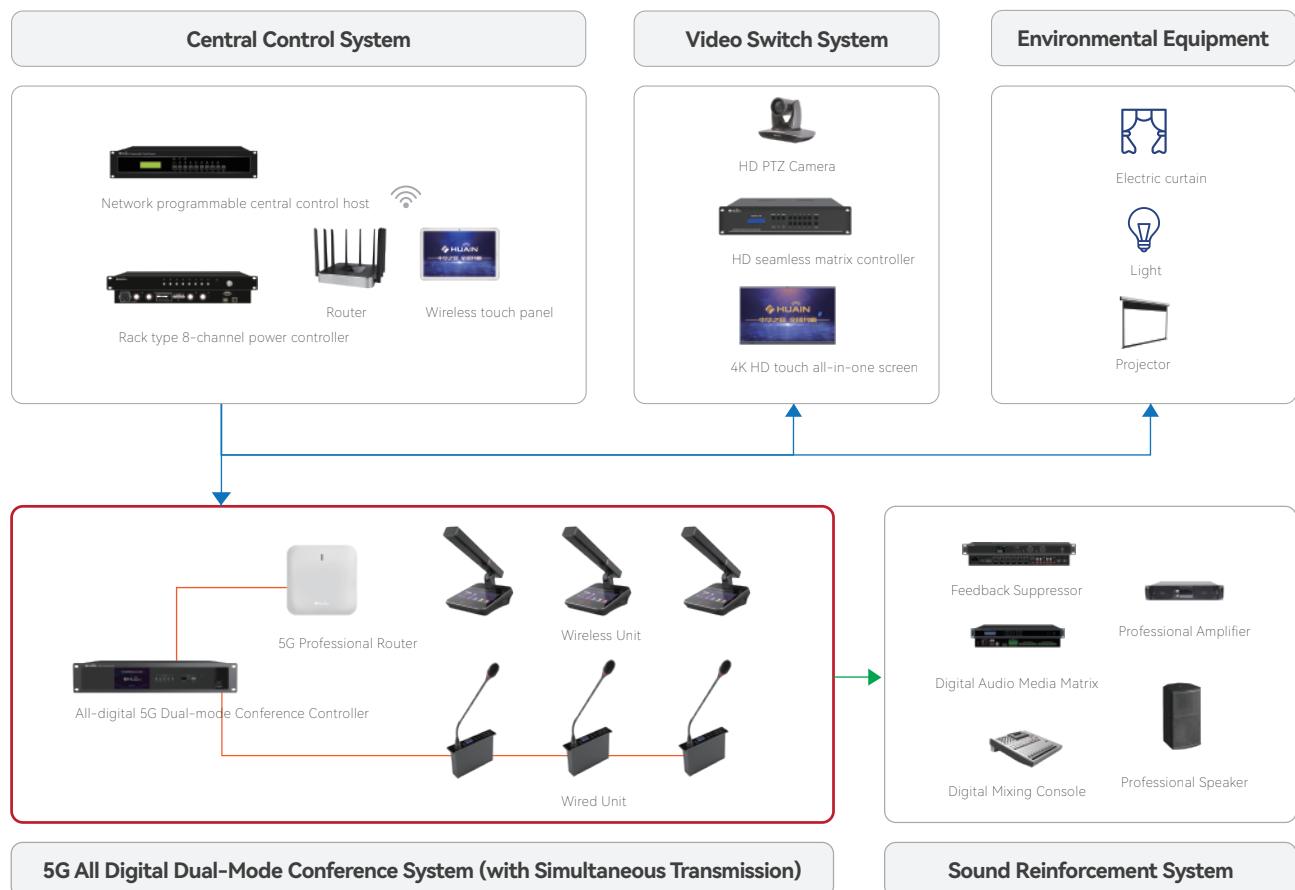 Central Control System
Video Switch System
Environmental Equipment
Network programmable central control host
Rack type 8-channel power controller
Router
HUAIN
Wireless touch panel
HD PTZ Camera
HD seamless matrix controller
HUAIN
4K HD touch all-in-one screen
Electric curtain
Light
Projector
5G Professional Router
All-digital 5G Dual-mode Conference Controller
Wireless Unit
Wired Unit
Feedback Suppressor
Professional Amplifier
Digital Audio Media Matrix
Digital Mixing Console
Professional Speaker
5G All Digital Dual-Mode Conference System (with Simultaneous Transmission)
Sound Reinforcement System